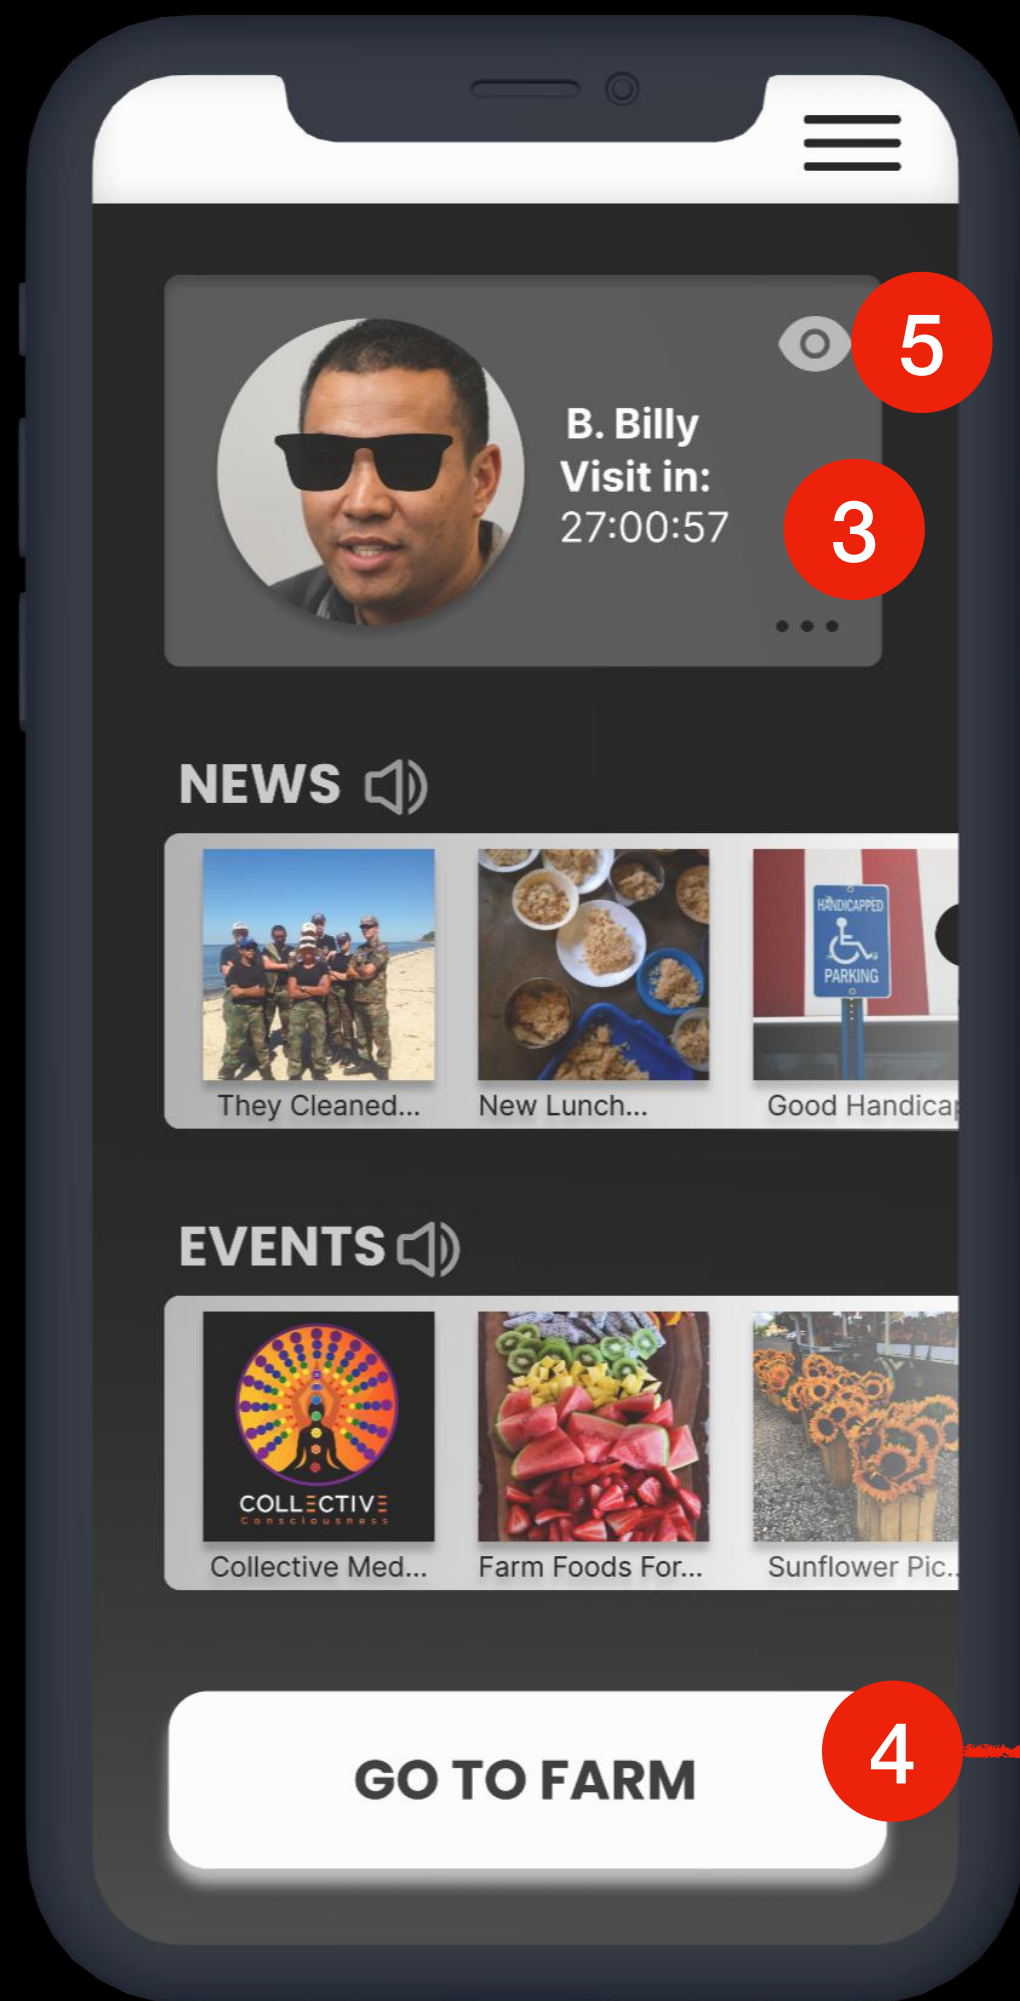 5
B. Billy
Visit in:
27:00:57
3
NEWS
HANDICAPPED
PARKING
They Cleaned...
New Lunch...
Good Handicap
EVENTS
COLLECTIVE
Consciousness
Collective Med...
Farm Foods For...
Sunflower Pic..
GO TO FARM
4